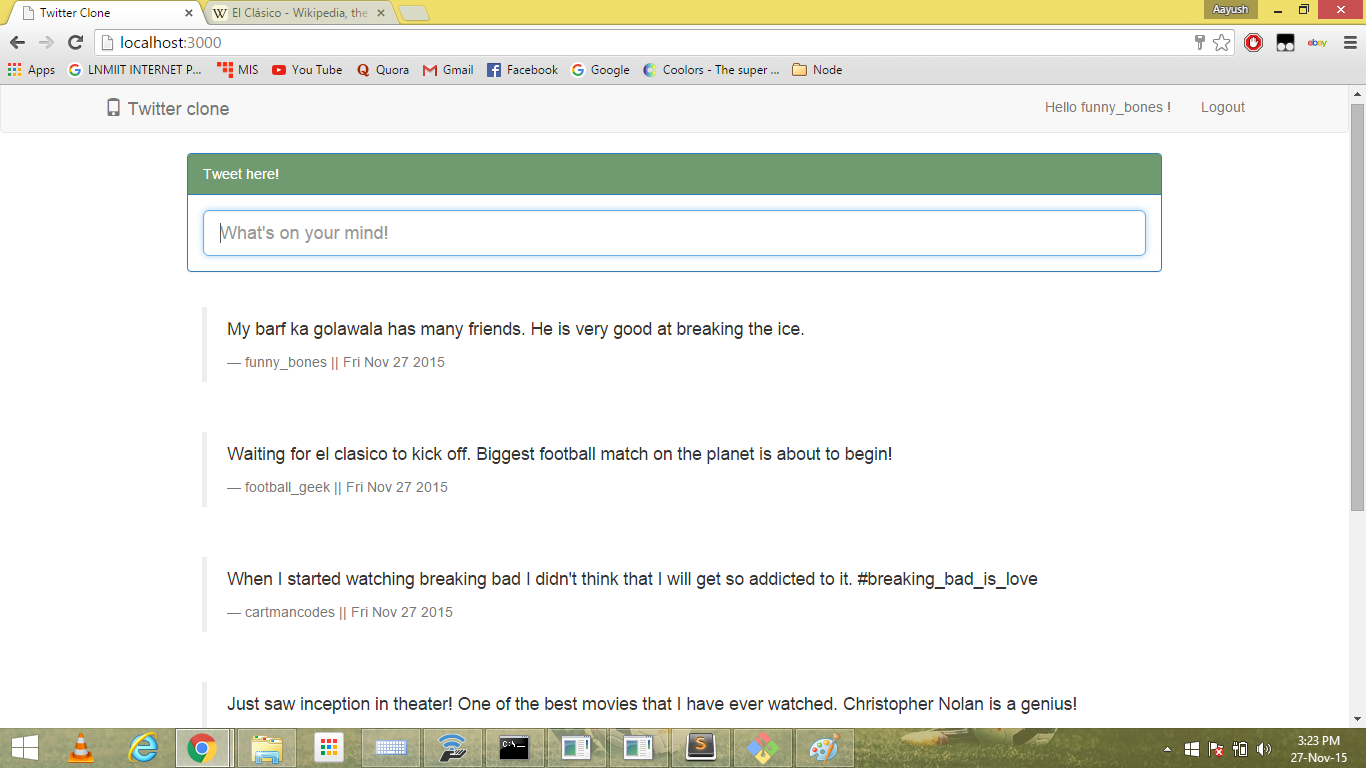 Twitter Clone
El Clásico - Wikipedia, the
Aayush
localhost:3000
ebay
Apps
LNMIIT INTERNET P...
MIS
You Tube
Quora
Gmail
Facebook
Google
Coolors - The super ...
Node
Twitter clone
Hello funny_bones !
Logout
Tweet here!
What's on your mind!
My barf ka golawala has many friends. He is very good at breaking the ice.
— funny_bones || Fri Nov 27 2015
Waiting for el clasico to kick off. Biggest football match on the planet is about to begin!
— football_geek || Fri Nov 27 2015
When I started watching breaking bad I didn't think that I will get so addicted to it. #breaking_bad_is_love
— cartmancodes || Fri Nov 27 2015
Just saw inception in theater! One of the best movies that I have ever watched. Christopher Nolan is a genius!
3:23 PM
27-Nov-15